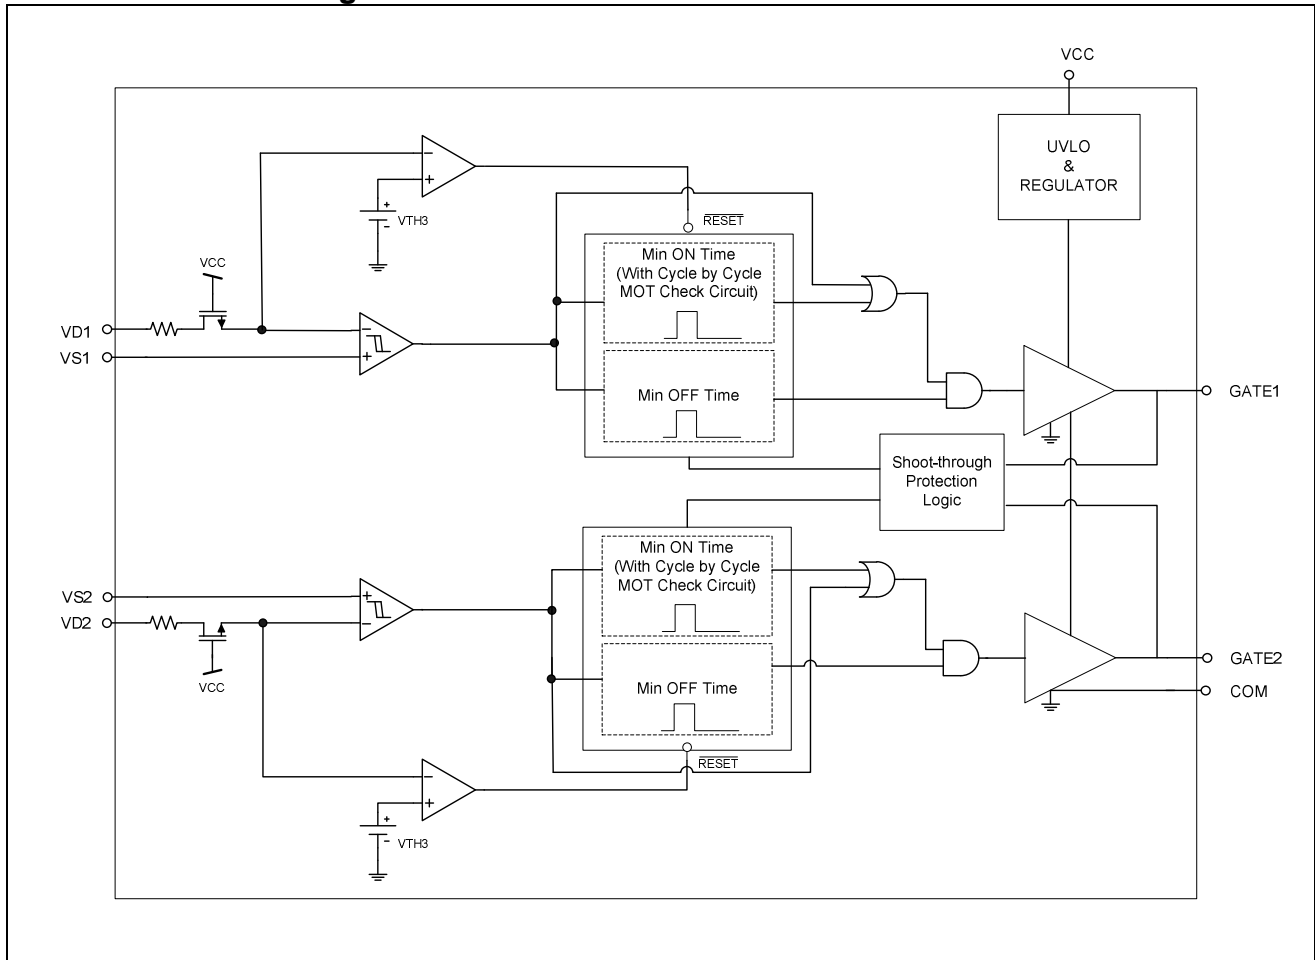 VCC
UVLO
&
REGULATOR
+
VTH3
-
RESET
Min ON Time
(With Cycle by Cycle
MOT Check Circuit)
VCC
VD1
VS1
Min OFF Time
GATE1
Shoot-through
Protection
Logic
Min ON Time
(With Cycle by Cycle
MOT Check Circuit)
VS2
VD2
VCC
Min OFF Time
GATE2
COM
RESET
+
VTH3
-